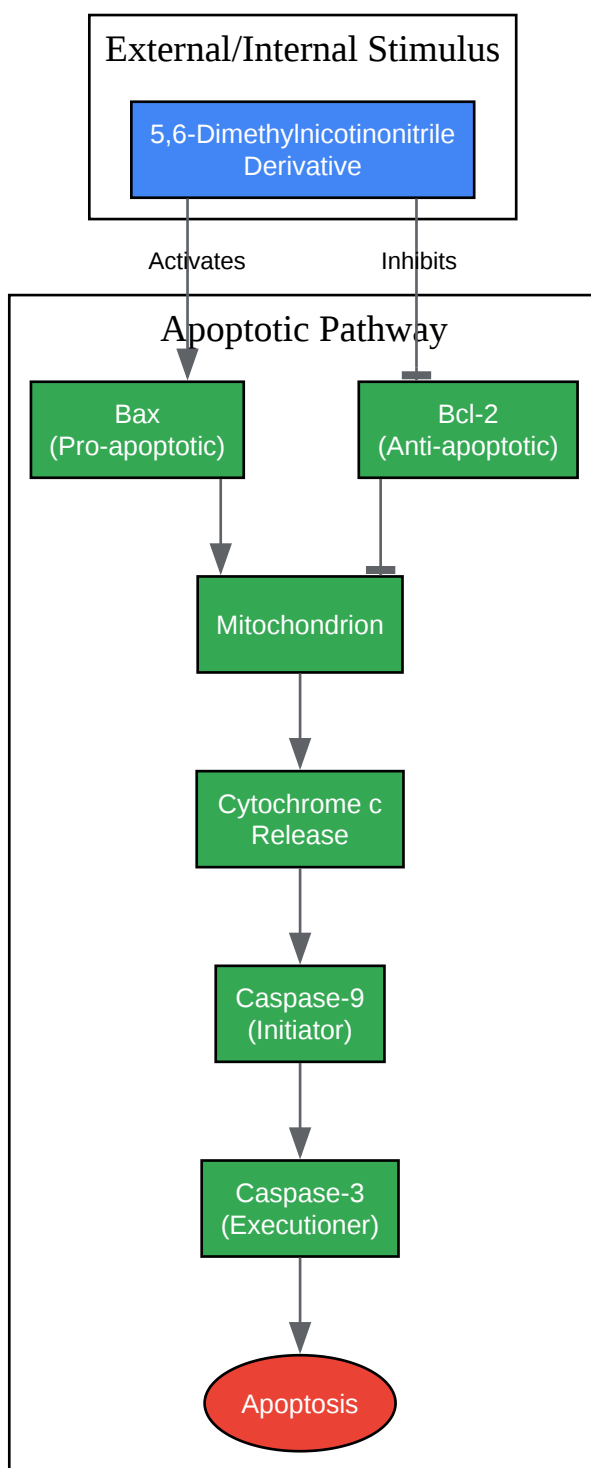 External/Internal Stimulus
5,6-Dimethylnicotinonitrile
Derivative
Activates
Inhibits
Apoptotic Pathway
Bax
(Pro-apoptotic)
Bcl-2
(Anti-apoptotic)
Mitochondrion
Cytochrome c
Release
Caspase-9
(Initiator)
Caspase-3
(Executioner)
Apoptosis